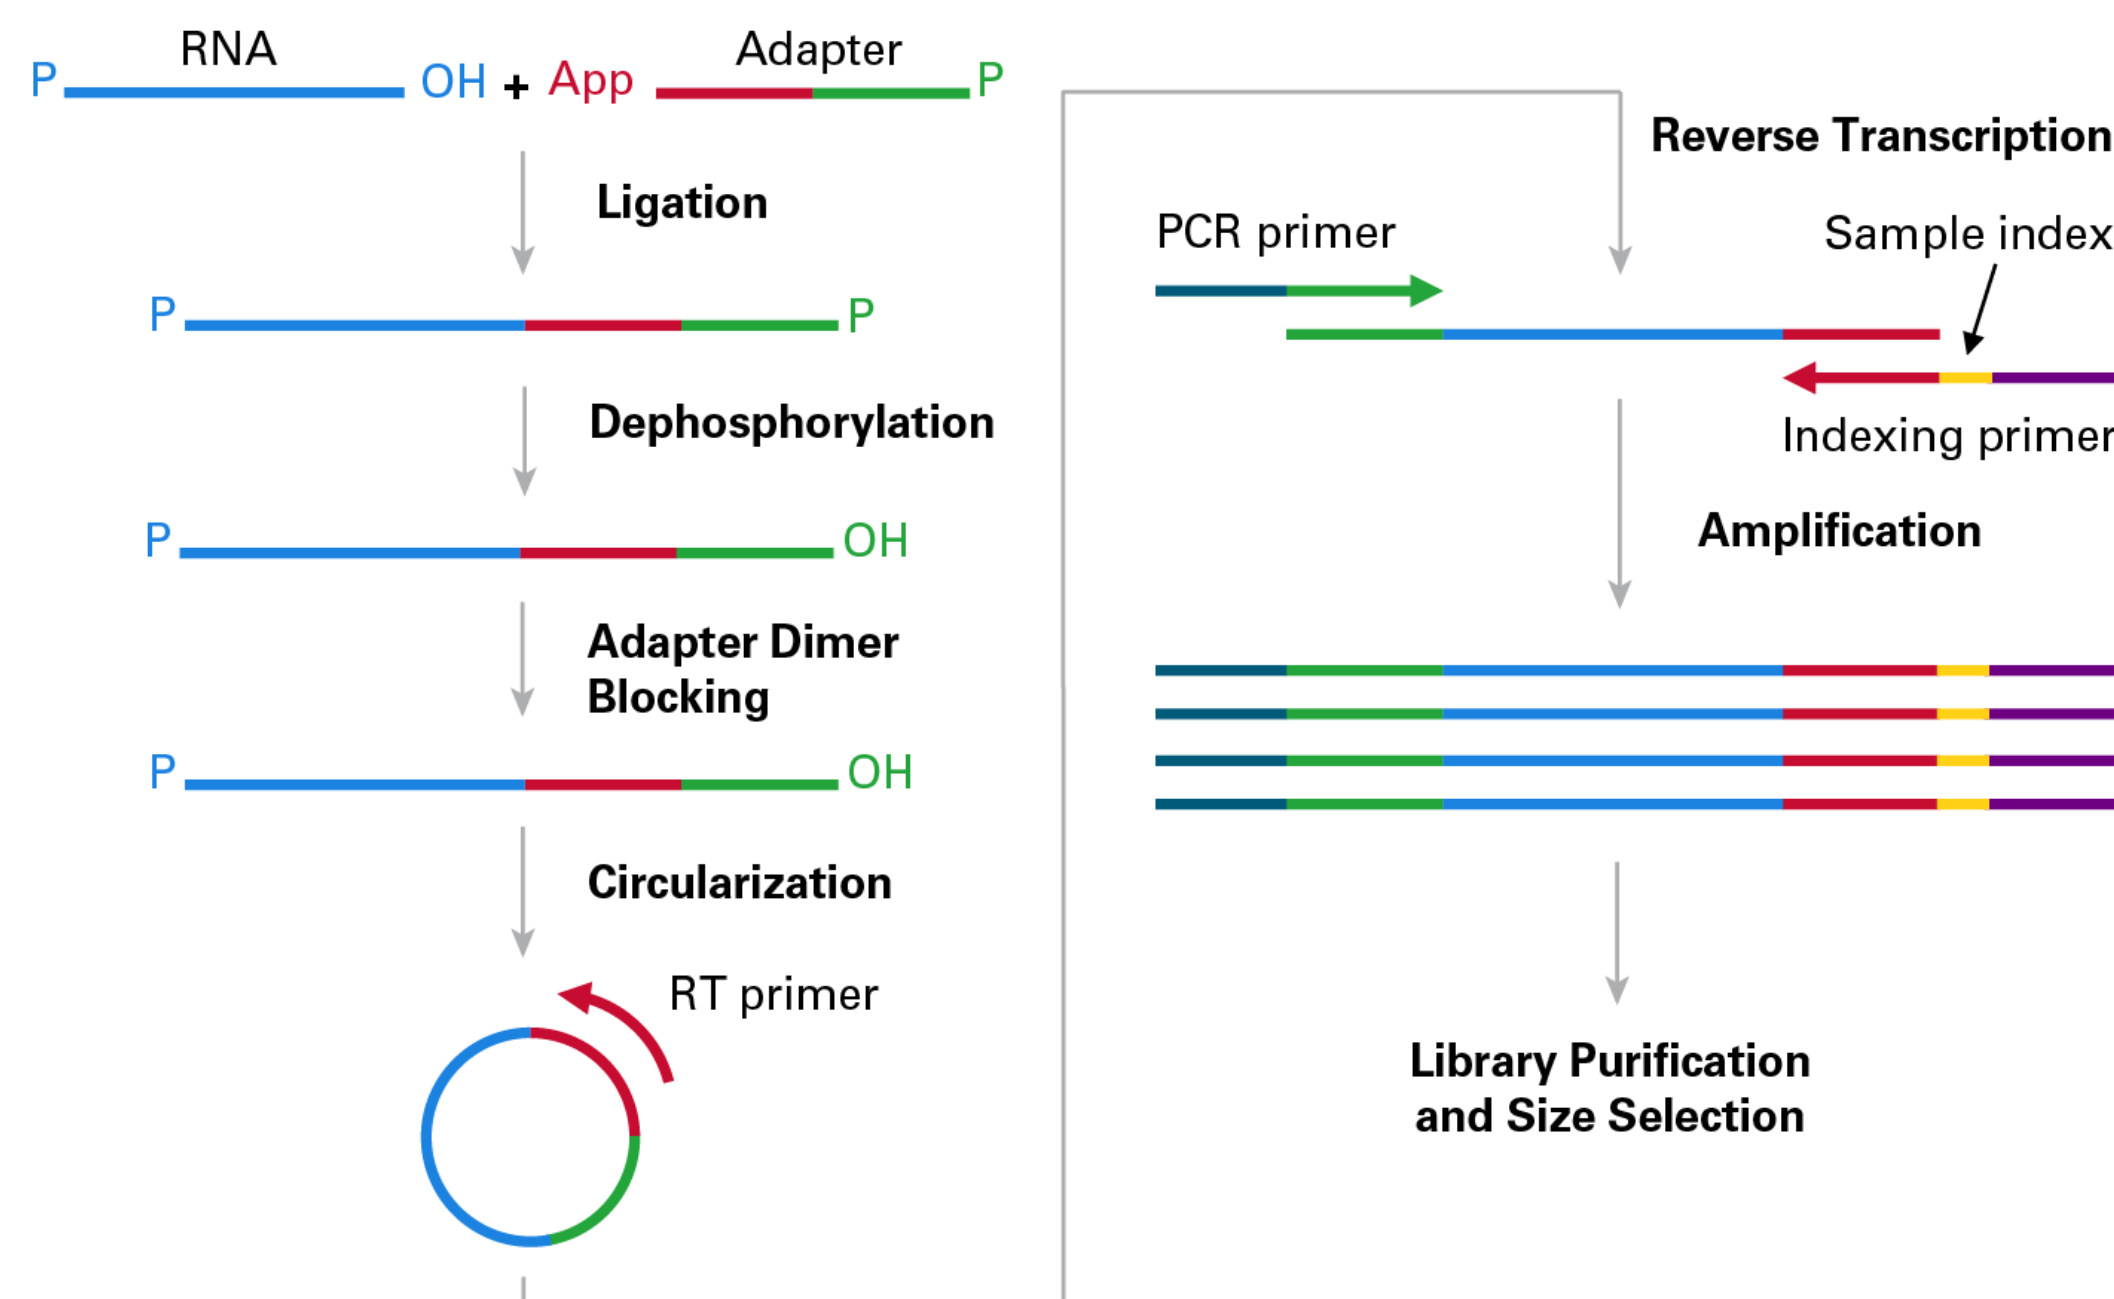 RNA
Adapter
P OH + App P
Ligation
P P
Dephosphorylation
P OH
Adapter Dimer
Blocking
P OH
Circularization
RT primer
Reverse Transcription
PCR primer
Sample index
Indexing primer
Amplification
Library Purification
and Size Selection